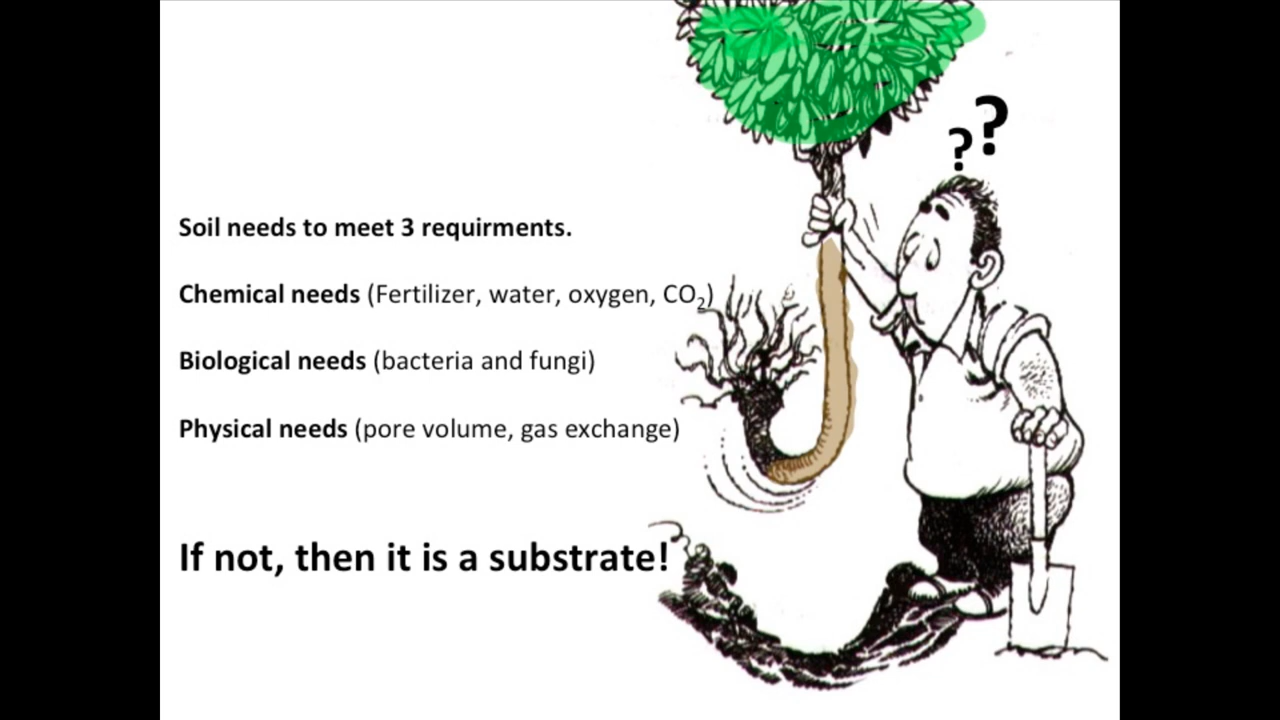 ? ?
Soil needs to meet 3 requirments.
Chemical needs (Fertilizer, water, oxygen, CO₂)
Biological needs (bacteria and fungi)
Physical needs (pore volume, gas exchange)
If not, then it is a substrate!